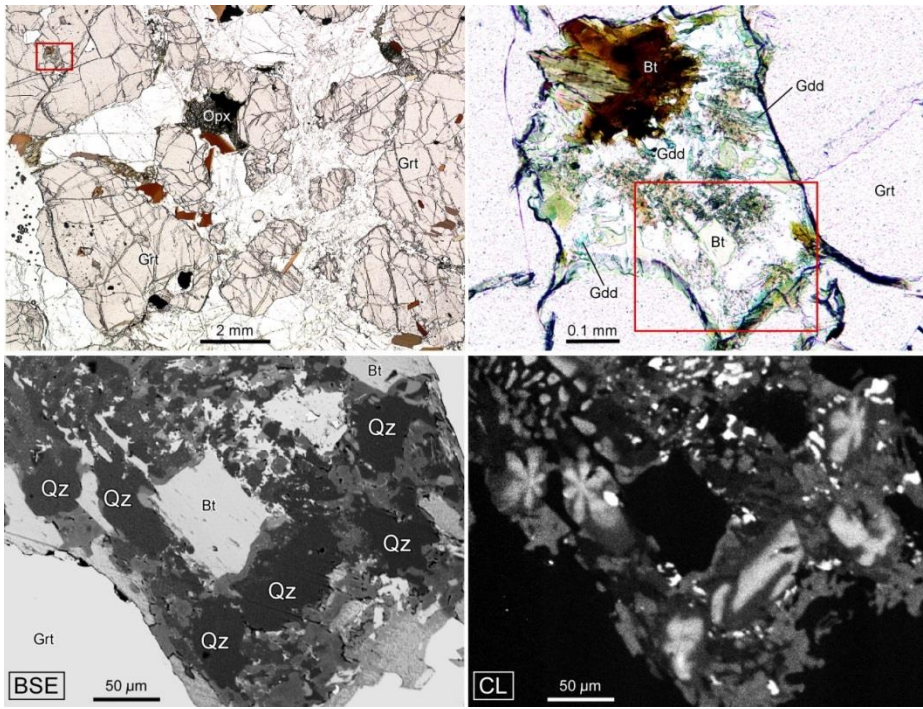 Opx
Grt
Grt
2 mm
Bt
Gdd
Gdd
Grt
Bt
Gdd
0.1 mm
Bt
Qz
Qz
Qz
Bt
Qz
Qz
Qz
Grt
BSE
50 µm
CL
50 µm